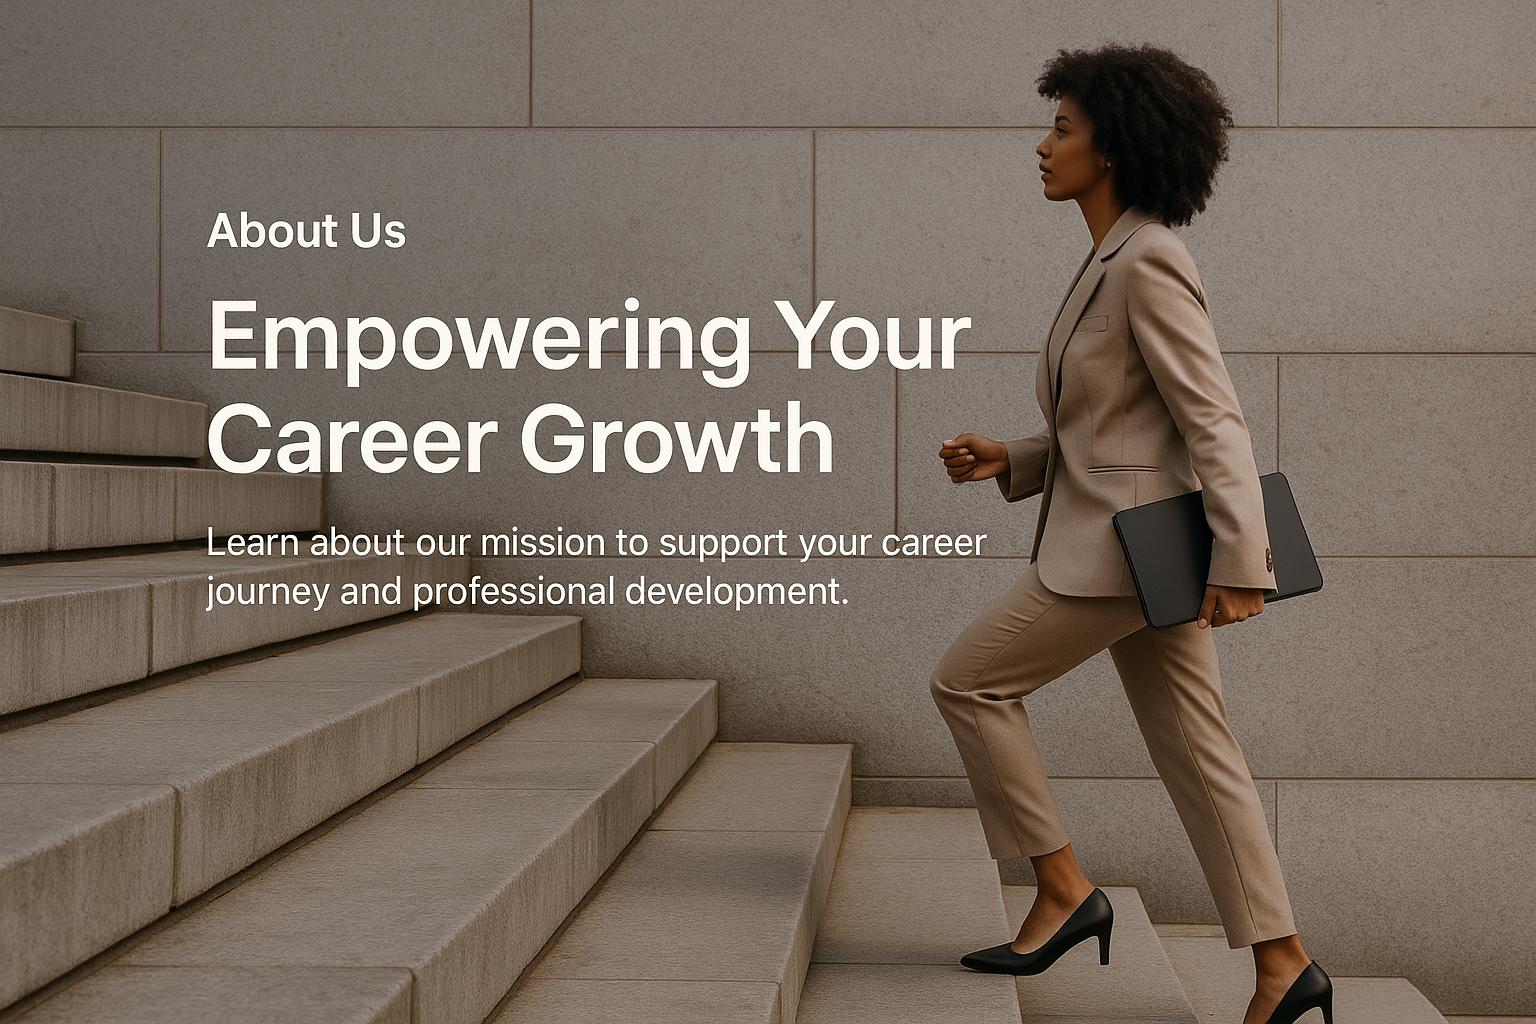 About Us
Empowering Your
Career Growth
Learn about our mission to support your career
journey and professional development.